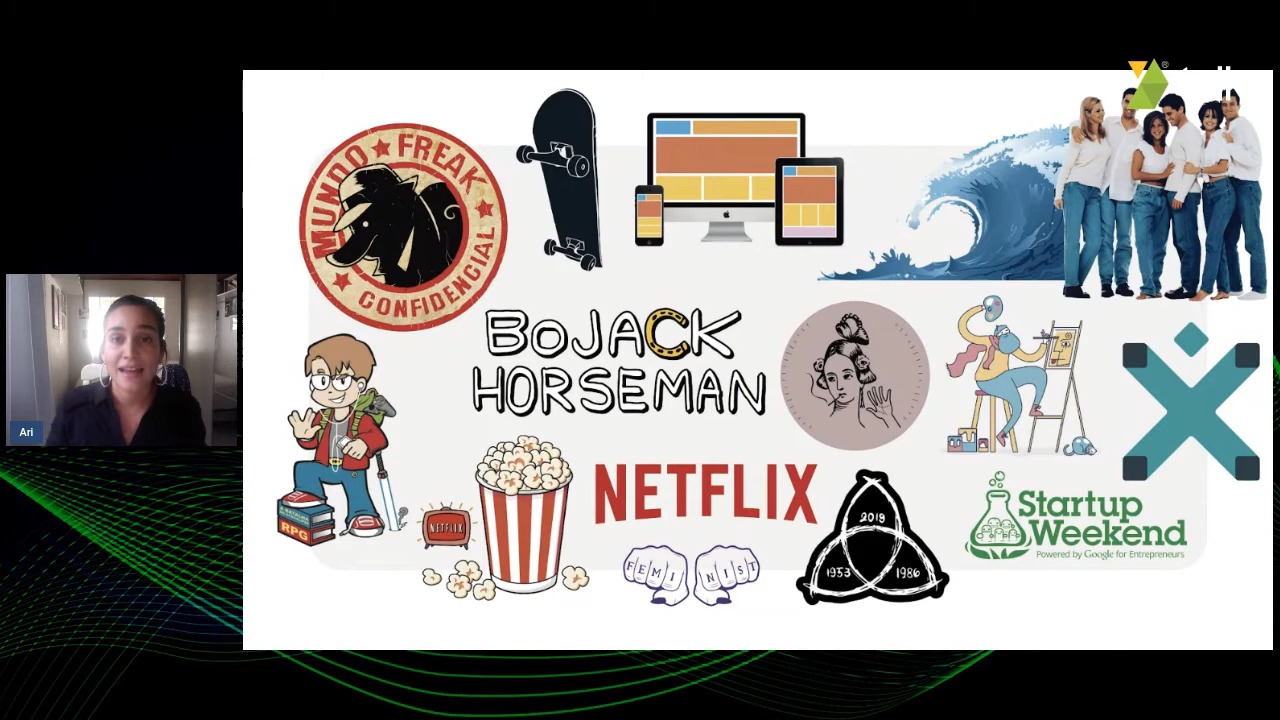 MUNDO FREAK
CONFIDENCIAL
BOJACK
HORSEMAN
Ari
NETFLIX
NETFLIX
RPG
FEMI NIST
2019
1953 1986
Startup
Weekend
Powered by Google for Entrepreneurs